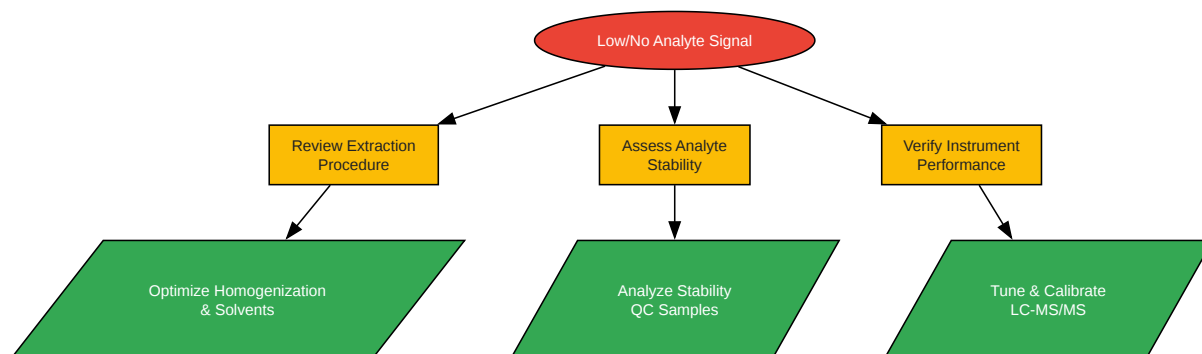 Low/No Analyte Signal
Review Extraction
Procedure
Assess Analyte
Stability
Verify Instrument
Performance
Optimize Homogenization
& Solvents
Analyze Stability
QC Samples
Tune & Calibrate
LC-MS/MS